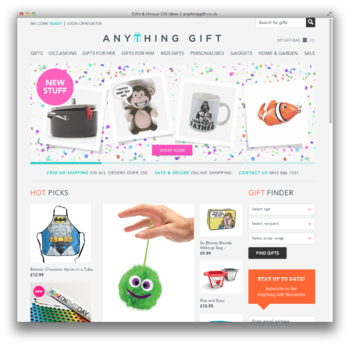 Gifts & Unique Gift Ideas | anythinggift.co.uk
WELCOME GUEST | LOGIN OR REGISTER
Search for gifts
ANYTHING GIFT
MY GIFT BAG (0)
GIFTS OCCASIONS GIFTS FOR HER GIFTS FOR HIM KIDS GIFTS PERSONALISED GADGETS HOME & GARDEN SALE
NEW STUFF
FATHER
SHOP NOW
FREE UK SHIPPING ON ALL ORDERS OVER £50 SAFE & SECURE ONLINE SHOPPING CONTACT US
HOT PICKS
GIFT FINDER
Select age
Select recipient
Select price range
FIND GIFTS
So Bloody Blonde
Makeup Bag...
£9.99
Batman Character Apron in a Tube
£12.99
NEW
Rise and Easy
£10.95
STAY UP TO DATE!
Subscribe to the
Anything Gift Newsletter